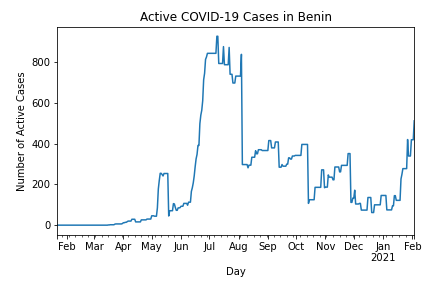 Active COVID-19 Cases in Benin
Number of Active Cases
800
600
400
200
0
Feb Mar Apr May Jun Jul Aug Sep Oct Nov Dec Jan Feb
2021
Day